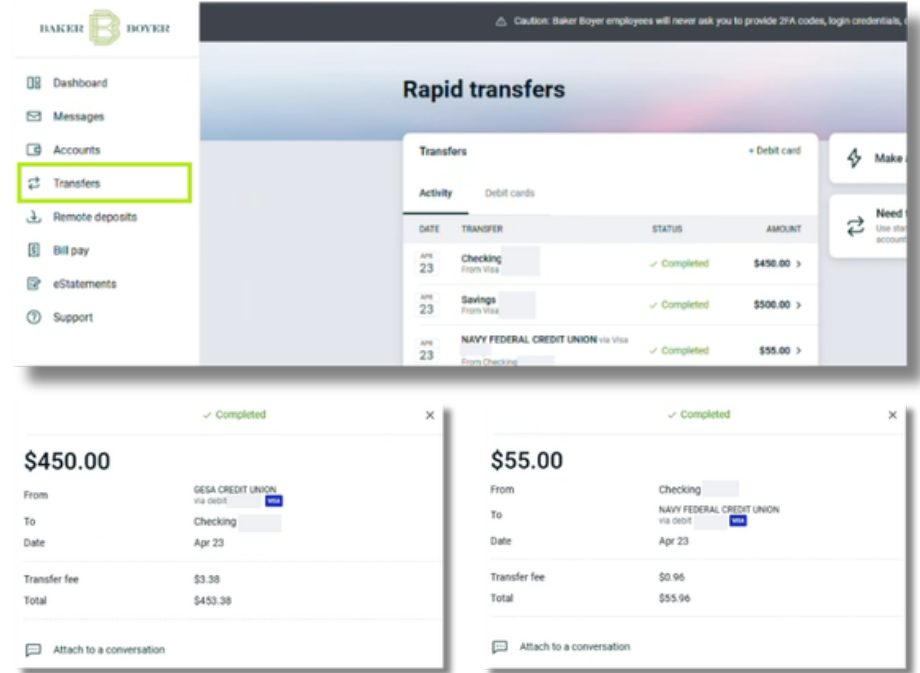 BAKER B BOYER
Caution: Baker Boyer employees will never ask you to provide 2FA codes, login credentials,
Dashboard
Messages
Accounts
Transfers
Remote deposits
Bill pay
eStatements
Support
Rapid transfers
Transfers + Debit card
Activity Debit cards
DATE TRANSFER STATUS AMOUNT
APR 23 Checking From Visa Completed $450.00
APR 23 Savings From Visa Completed $500.00
APR 23 NAVY FEDERAL CREDIT UNION via Visa From Checking Completed $55.00
Make
Need
Use
account
Completed
$450.00
From GESA CREDIT UNION
via debit VISA
To Checking
Date Apr 23
Transfer fee $3.38
Total $453.38
Attach to a conversation
Completed
$55.00
From Checking
To NAVY FEDERAL CREDIT UNION
via debit VISA
Date Apr 23
Transfer fee $0.96
Total $55.96
Attach to a conversation